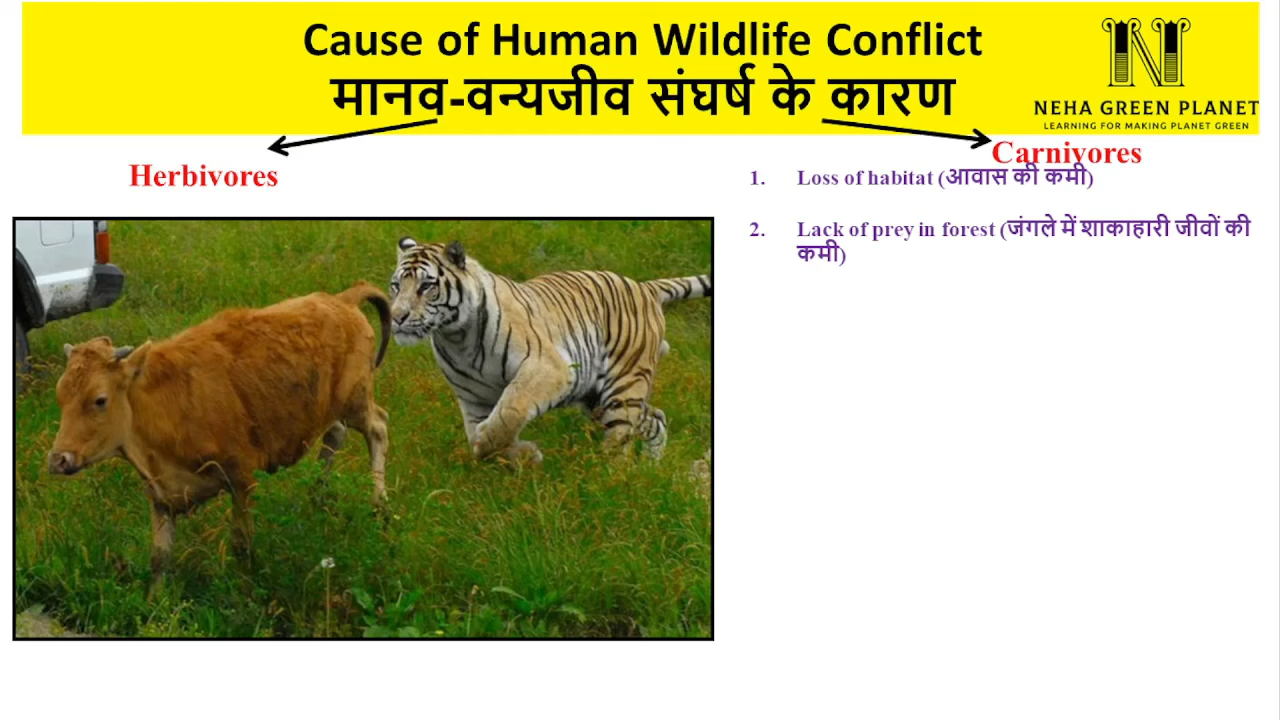 Cause of Human Wildlife Conflict
मानव-वन्यजीव संघर्ष के कारण
N
NEHA GREEN PLANET
LEARNING FOR MAKING PLANET GREEN
Herbivores
Carnivores
1. Loss of habitat (आवास की कमी)
2. Lack of prey in forest (जंगले में शाकाहारी जीवों की
कमी)